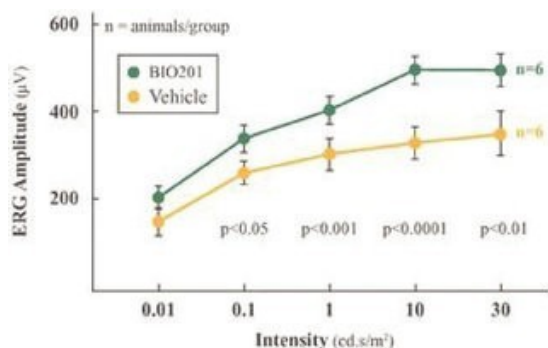 600
n = animals/group
BIO201
Vehicle
n=6
400
n=6
200
p<0.05 p<0.001 p<0.0001 p<0.01
0.01 0.1 1 10 30
Intensity (cd.s/m²)
ERG Amplitude (µV)